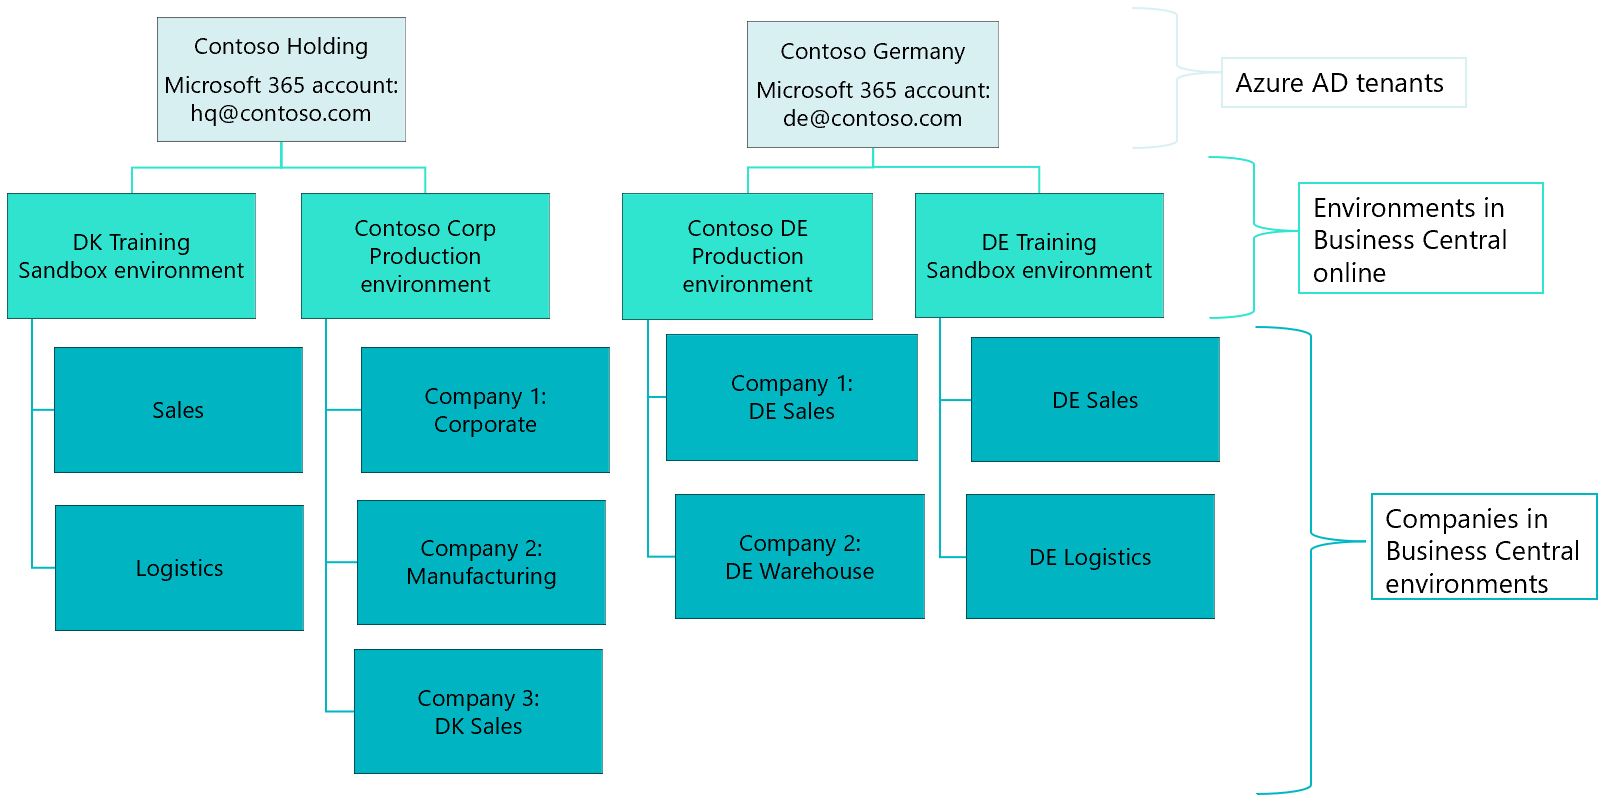 Contoso Holding
Microsoft 365 account:
hq@contoso.com
Contoso Germany
Microsoft 365 account:
de@contoso.com
Azure AD tenants
DK Training
Sandbox environment
Contoso Corp
Production
environment
Contoso DE
Production
environment
DE Training
Sandbox environment
Environments in
Business Central
online
Sales
Logistics
Company 1:
Corporate
Company 2:
Manufacturing
Company 3:
DK Sales
Company 1:
DE Sales
Company 2:
DE Warehouse
DE Sales
DE Logistics
Companies in
Business Central
environments